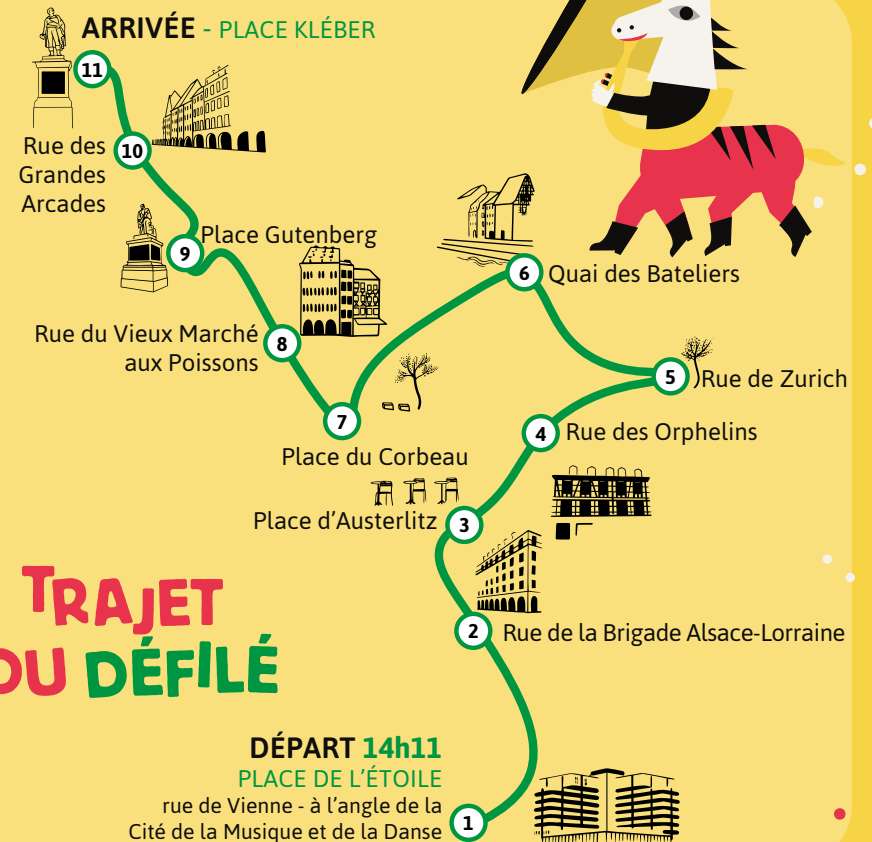 ARRIVÉE - PLACE KLÉBER
11
10
Rue des
Grandes
Arcades
9
Place Gutenberg
6
Quai des Bateliers
Rue du Vieux Marché
aux Poissons
8
5
Rue de Zurich
7
Place du Corbeau
4
Rue des Orphelins
Place d'Austerlitz
3
2
Rue de la Brigade Alsace-Lorraine
TRAJET
DU DÉFILÉ
DÉPART 14h11
PLACE DE L'ÉTOILE
rue de Vienne - à l'angle de la
Cité de la Musique et de la Danse
1